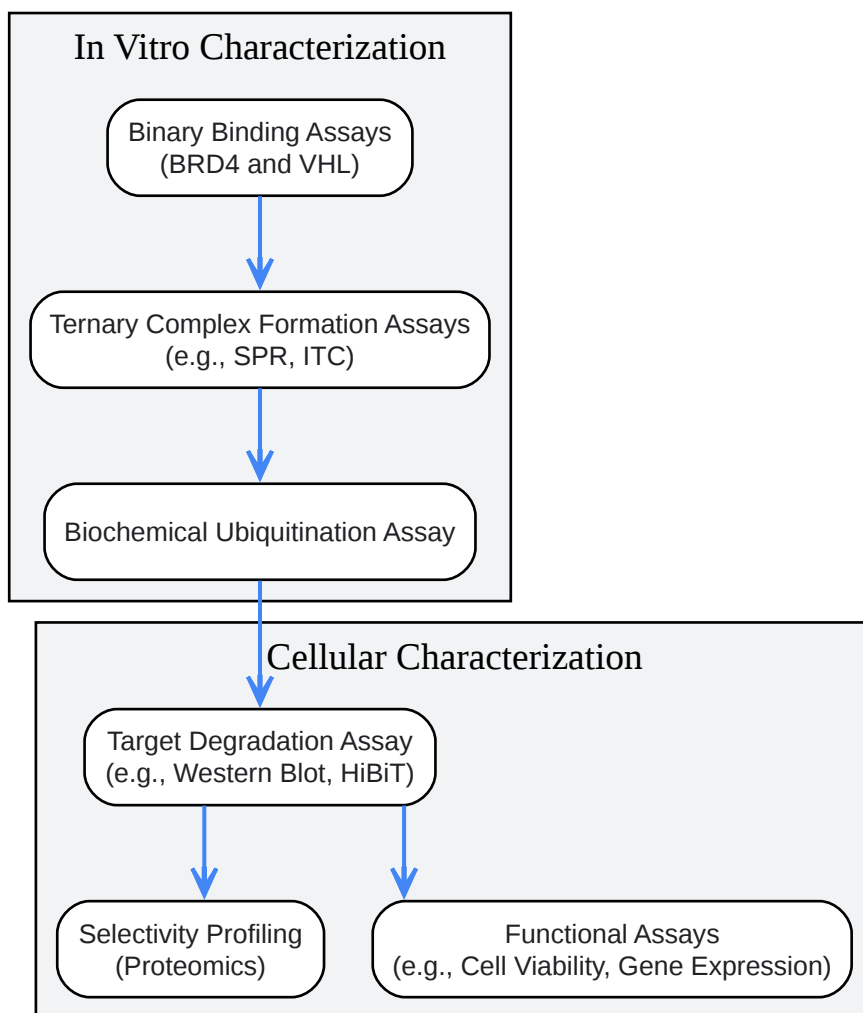 In Vitro Characterization
Binary Binding Assays
(BRD4 and VHL)
Ternary Complex Formation Assays
(e.g., SPR, ITC)
Biochemical Ubiquitination Assay
Cellular Characterization
Target Degradation Assay
(e.g., Western Blot, HiBiT)
Selectivity Profiling
(Proteomics)
Functional Assays
(e.g., Cell Viability, Gene Expression)